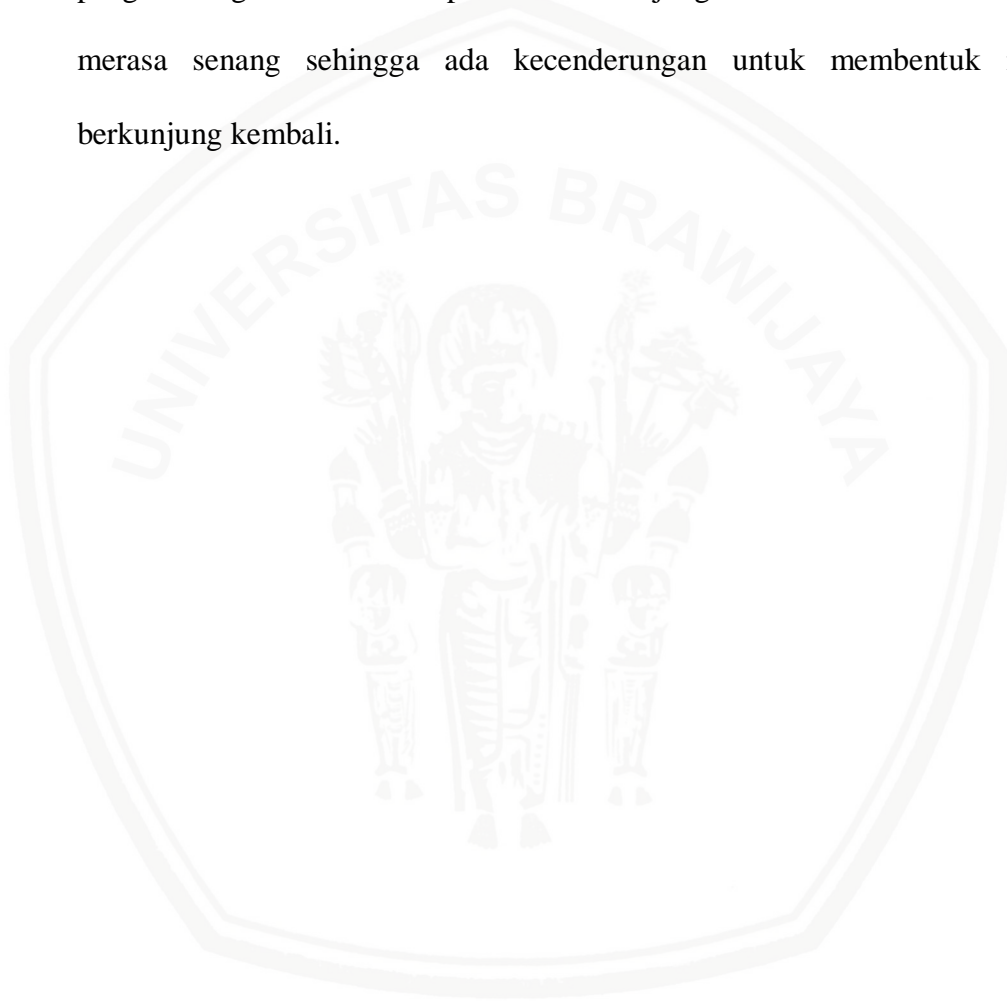 merasa senang sehingga ada kecenderungan untuk membentuk
berkunjung kembali.
UNIVERSITAS BRAWIJAYA